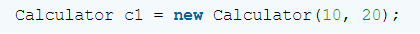 Calculator c1 = new Calculator(10, 20);